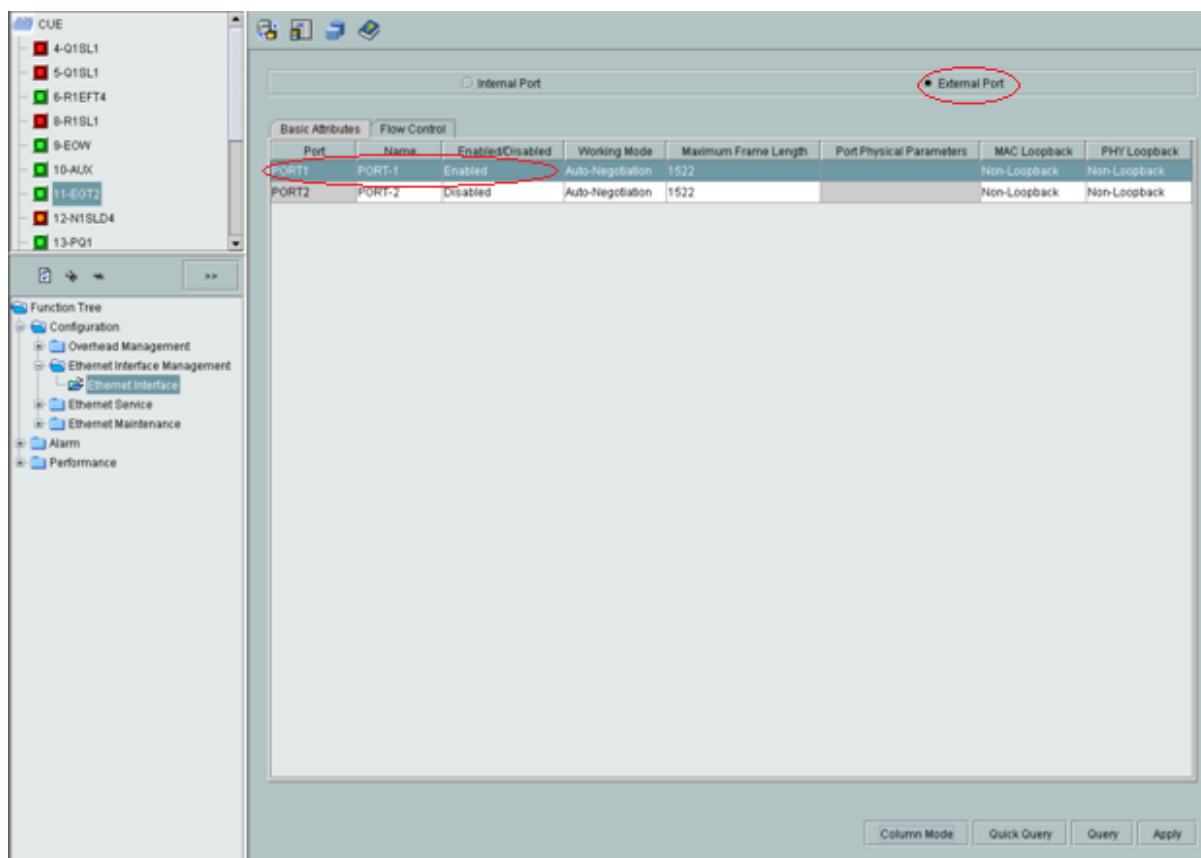 CUE
4-Q1SL1
5-Q1SL1
6-R1EFT4
8-R1SL1
9-EOW
10-AUX
11-EGT2
12-N1SLD4
13-PQ1
>>
Function Tree
Configuration
Overhead Management
Ethernet Interface Management
Ethernet Interface
Ethernet Service
Ethernet Maintenance
Alarm
Performance
Internal Port External Port
Basic Attributes Flow Control
Port Name Enabled/Disabled Working Mode Maximum Frame Length Port Physical Parameters MAC Loopback PHY Loopback
PORT1 PORT-1 Enabled Auto-Negotiation 1522 Non-Loopback Non-Loopback
PORT2 PORT-2 Disabled Auto-Negotiation 1522 Non-Loopback Non-Loopback
Column Mode Quick Query Query Apply